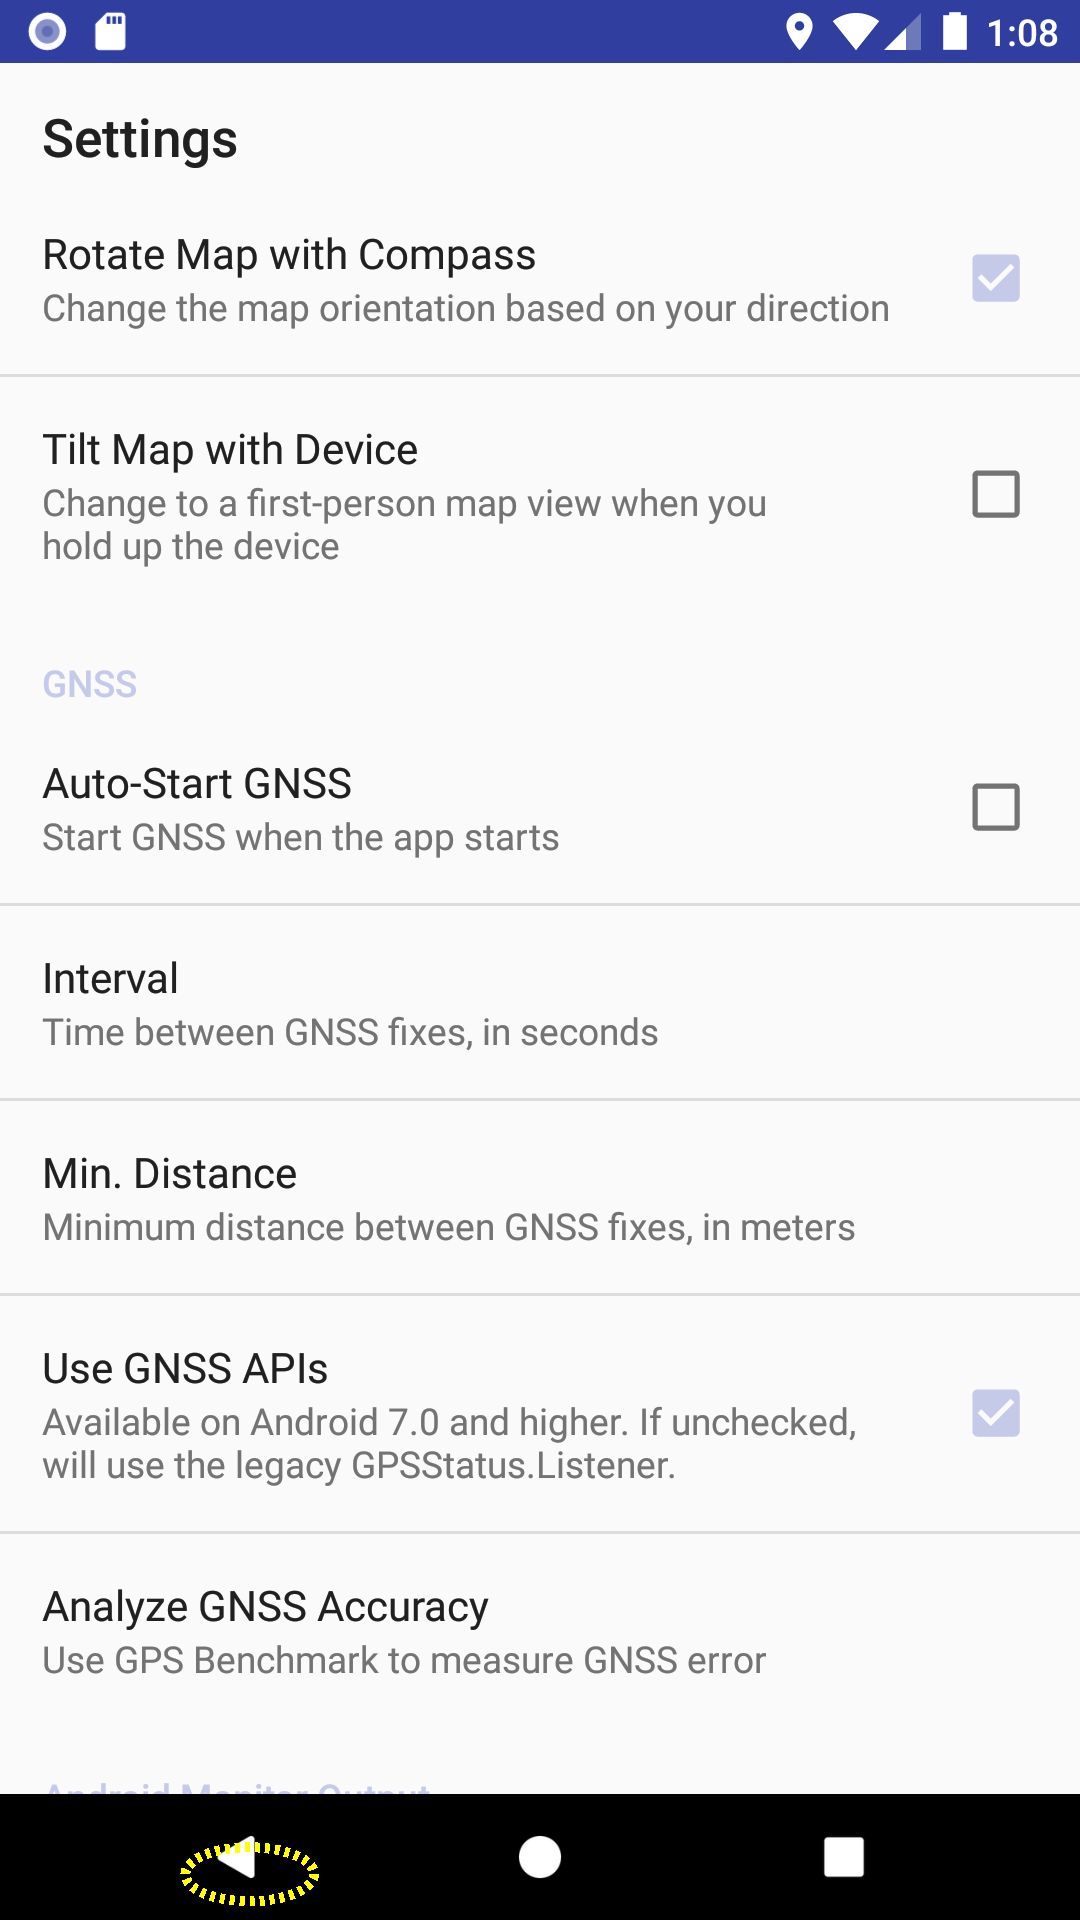 1:08
Settings
Rotate Map with Compass
Change the map orientation based on your direction
Tilt Map with Device
Change to a first-person map view when you
hold up the device
GNSS
Auto-Start GNSS
Start GNSS when the app starts
Interval
Time between GNSS fixes, in seconds
Min. Distance
Minimum distance between GNSS fixes, in meters
Use GNSS APIs
Available on Android 7.0 and higher. If unchecked,
will use the legacy GPSStatus.Listener.
Analyze GNSS Accuracy
Use GPS Benchmark to measure GNSS error
Android Monitor Output